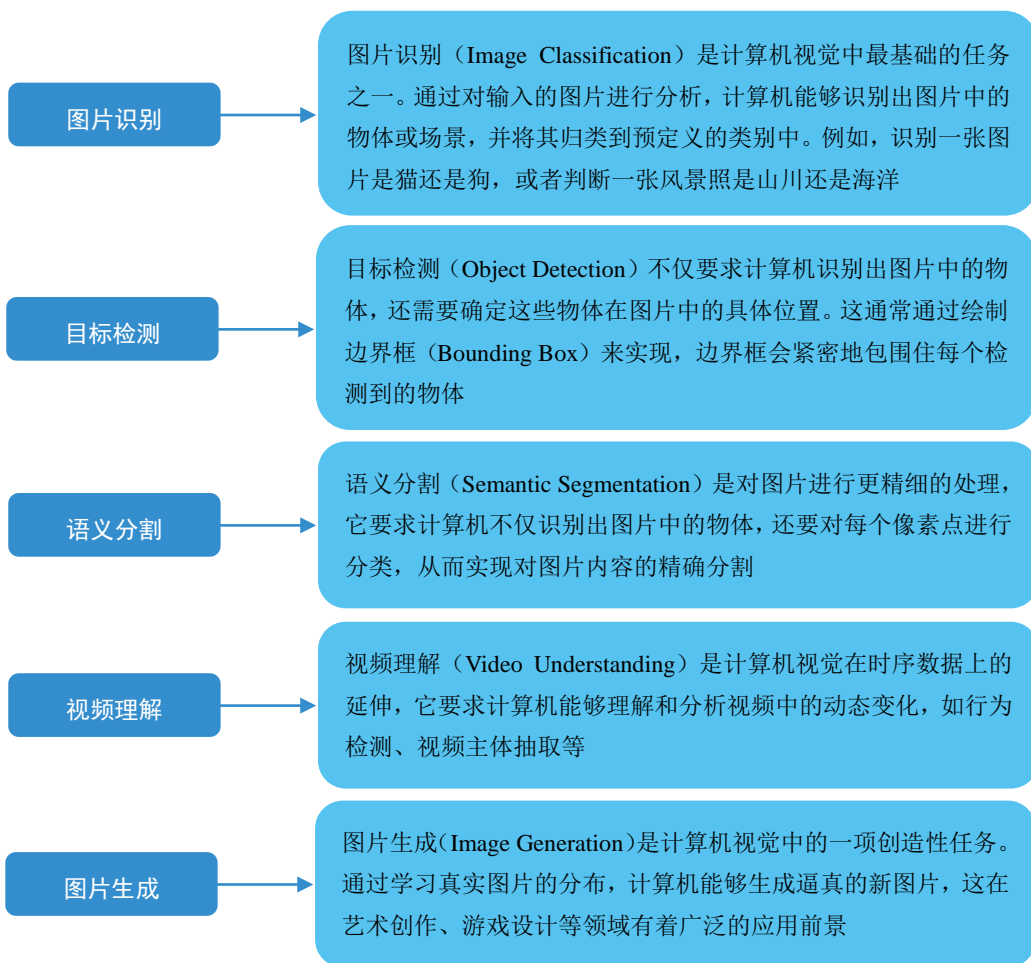 图片识别
图片识别（Image Classification）是计算机视觉中最基础的任务
之一。通过对输入的图片进行分析，计算机能够识别出图片中的
物体或场景，并将其归类到预定义的类别中。例如，识别一张图
片是猫还是狗，或者判断一张风景照是山川还是海洋
目标检测
目标检测（Object Detection）不仅要求计算机识别出图片中的物
体，还需要确定这些物体在图片中的具体位置。这通常通过绘制
边界框（Bounding Box）来实现，边界框会紧密地包围住每个检
测到的物体
语义分割
语义分割（Semantic Segmentation）是对图片进行更精细的处理，
它要求计算机不仅识别出图片中的物体，还要对每个像素点进行
分类，从而实现对图片内容的精确分割
视频理解
视频理解（Video Understanding）是计算机视觉在时序数据上的
延伸，它要求计算机能够理解和分析视频中的动态变化，如行为
检测、视频主体抽取等
图片生成
图片生成（Image Generation）是计算机视觉中的一项创造性任务。
通过学习真实图片的分布，计算机能够生成逼真的新图片，这在
艺术创作、游戏设计等领域有着广泛的应用前景